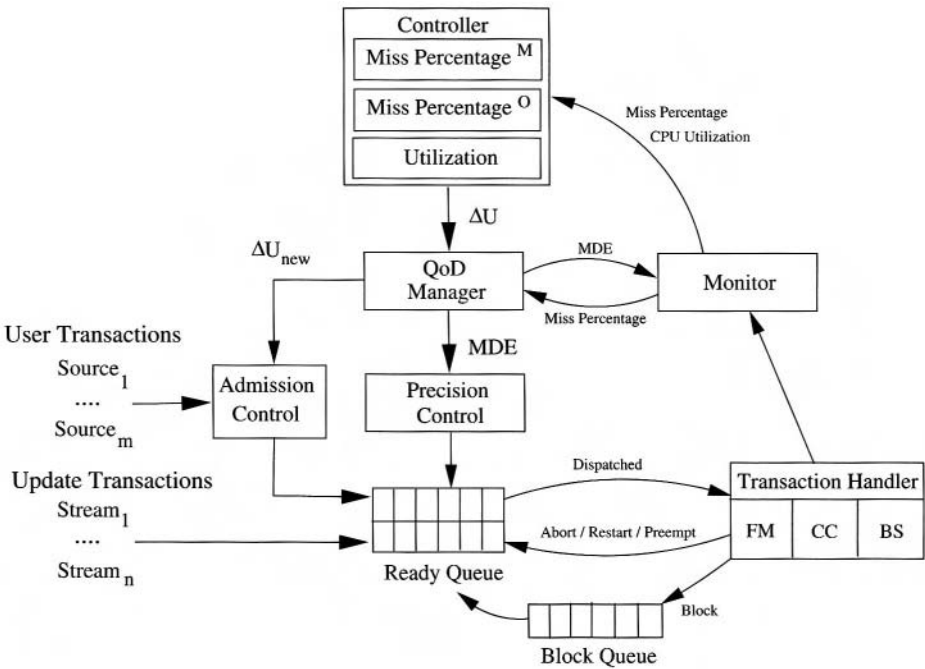 Controller
Miss Percentage M
Miss Percentage O
Utilization
Miss Percentage
CPU Utilization
ΔU
ΔU new
QoD
Manager
MDE
Monitor
Miss Percentage
MDE
User Transactions
Source 1
....
Source m
Admission
Control
Precision
Control
Update Transactions
Stream 1
....
Stream n
Dispatched
Transaction Handler
FM
CC
BS
Abort / Restart / Preempt
Ready Queue
Block
Block Queue